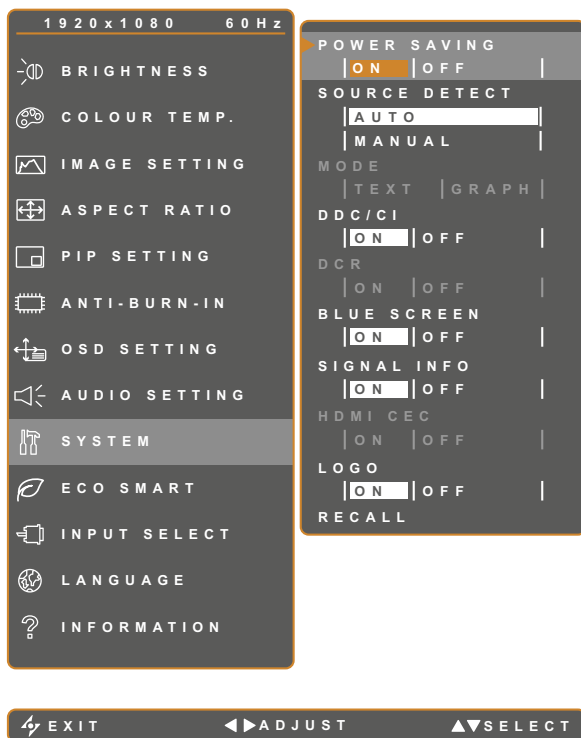 1920x1080 60Hz
BRIGHTNESS
COLOUR TEMP.
IMAGE SETTING
ASPECT RATIO
PIP SETTING
ANTI-BURN-IN
OSD SETTING
AUDIO SETTING
SYSTEM
ECO SMART
INPUT SELECT
LANGUAGE
INFORMATION
POWER SAVING
ON OFF
SOURCE DETECT
AUTO
MANUAL
MODE
TEXT GRAPH
DDC/CI
ON OFF
DCR
ON OFF
BLUE SCREEN
ON OFF
SIGNAL INFO
ON OFF
HDMI CEC
ON OFF
LOGO
ON OFF
RECALL
EXIT ADJUST SELECT